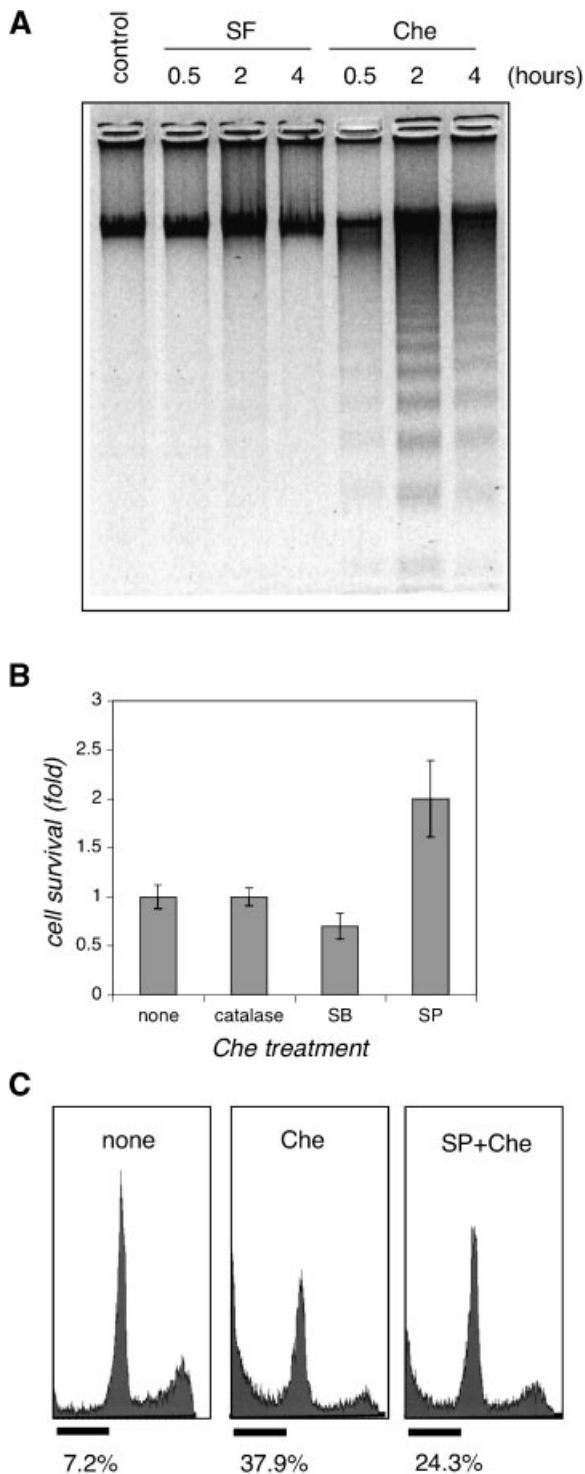 A
control
SF
Che
0.5 2 4 0.5 2 4 (hours)
B
cell survival (fold)
3
2.5
2
1.5
1
0.5
0
none catalase SB SP
Che treatment
C
none Che SP+Che
7.2% 37.9% 24.3%